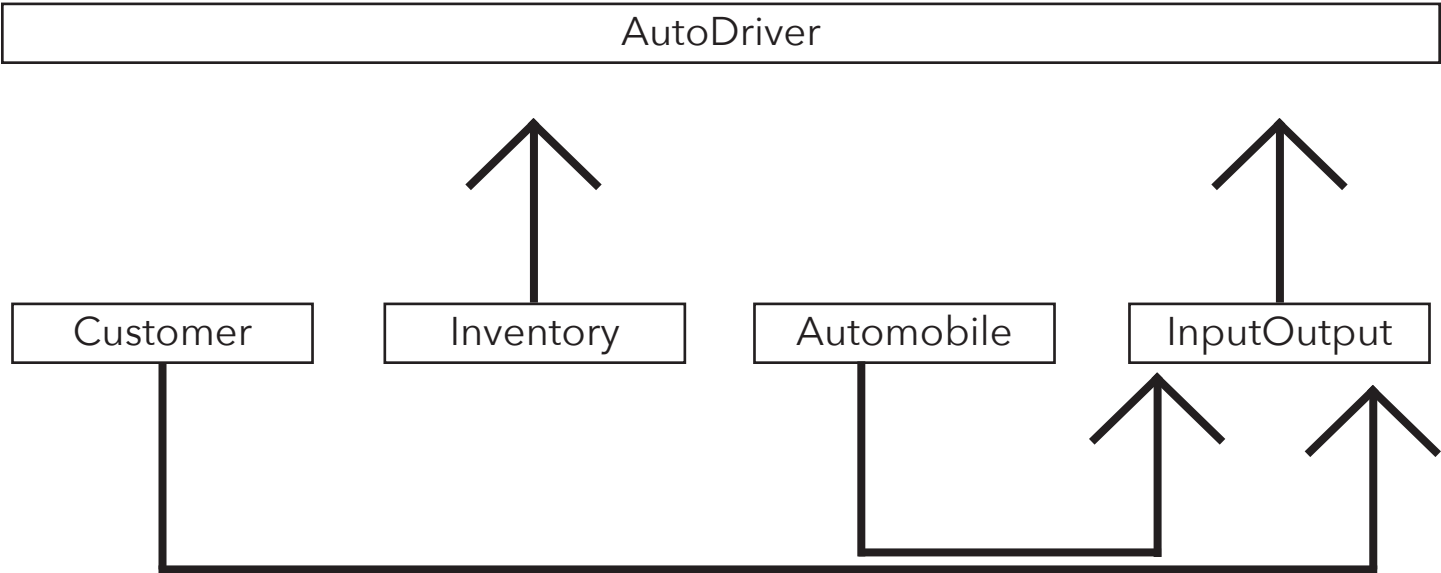 AutoDriver
Customer
Inventory
Automobile
InputOutput